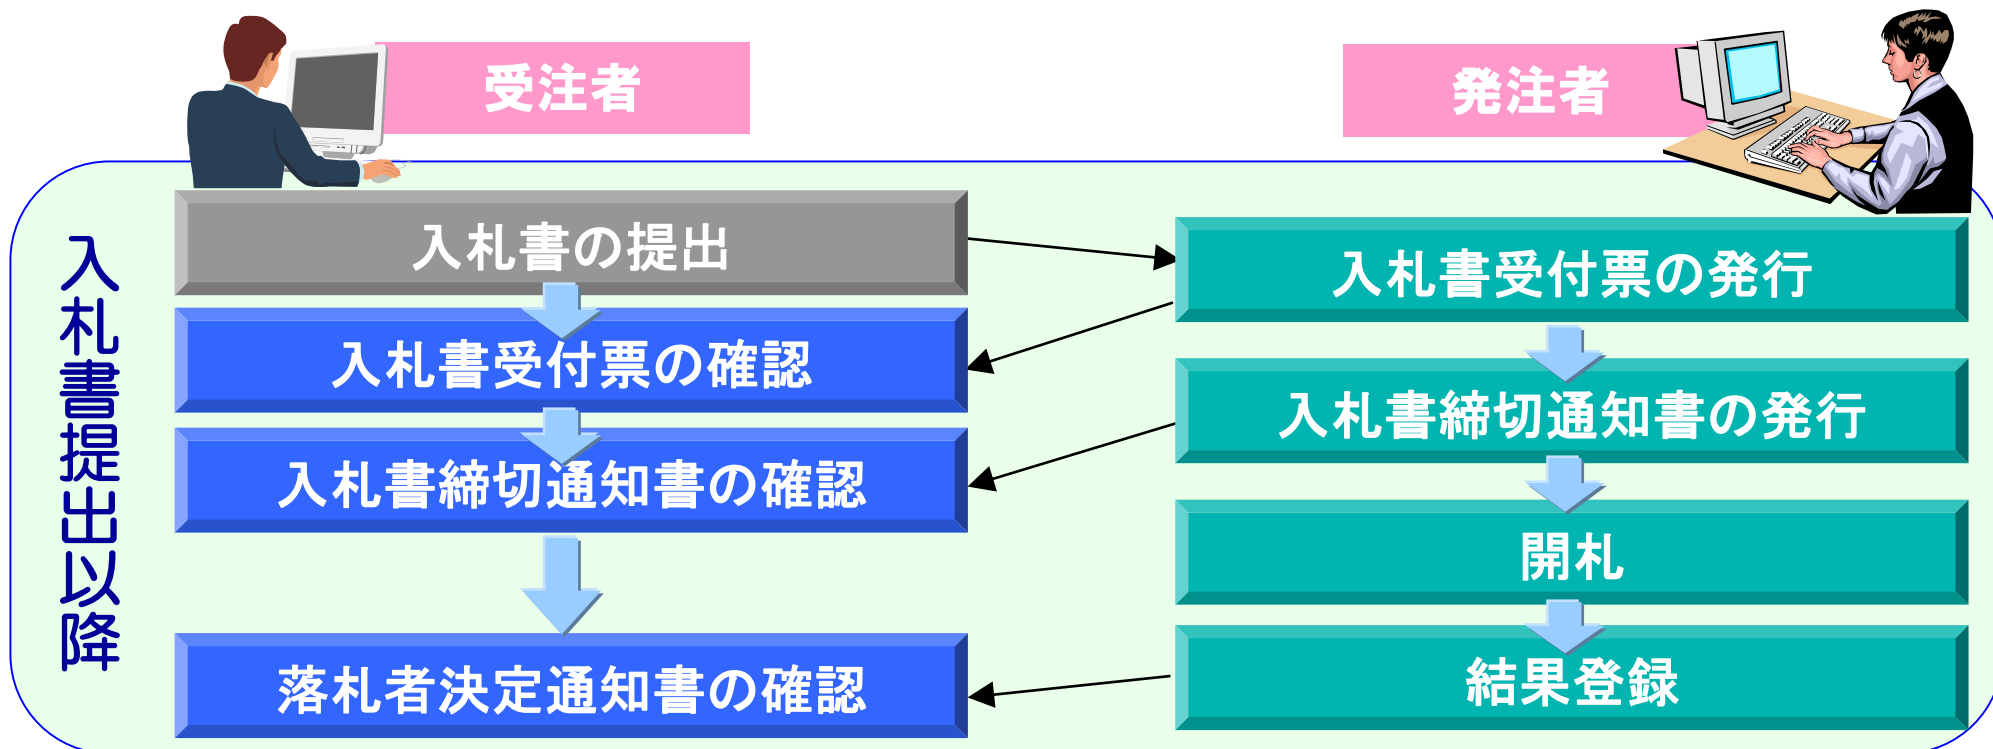 受注者
発注者
入札書提出以降
入札書の提出
入札書受付票の確認
入札書締切通知書の確認
落札者決定通知書の確認
入札書受付票の発行
入札書締切通知書の発行
開札
結果登録